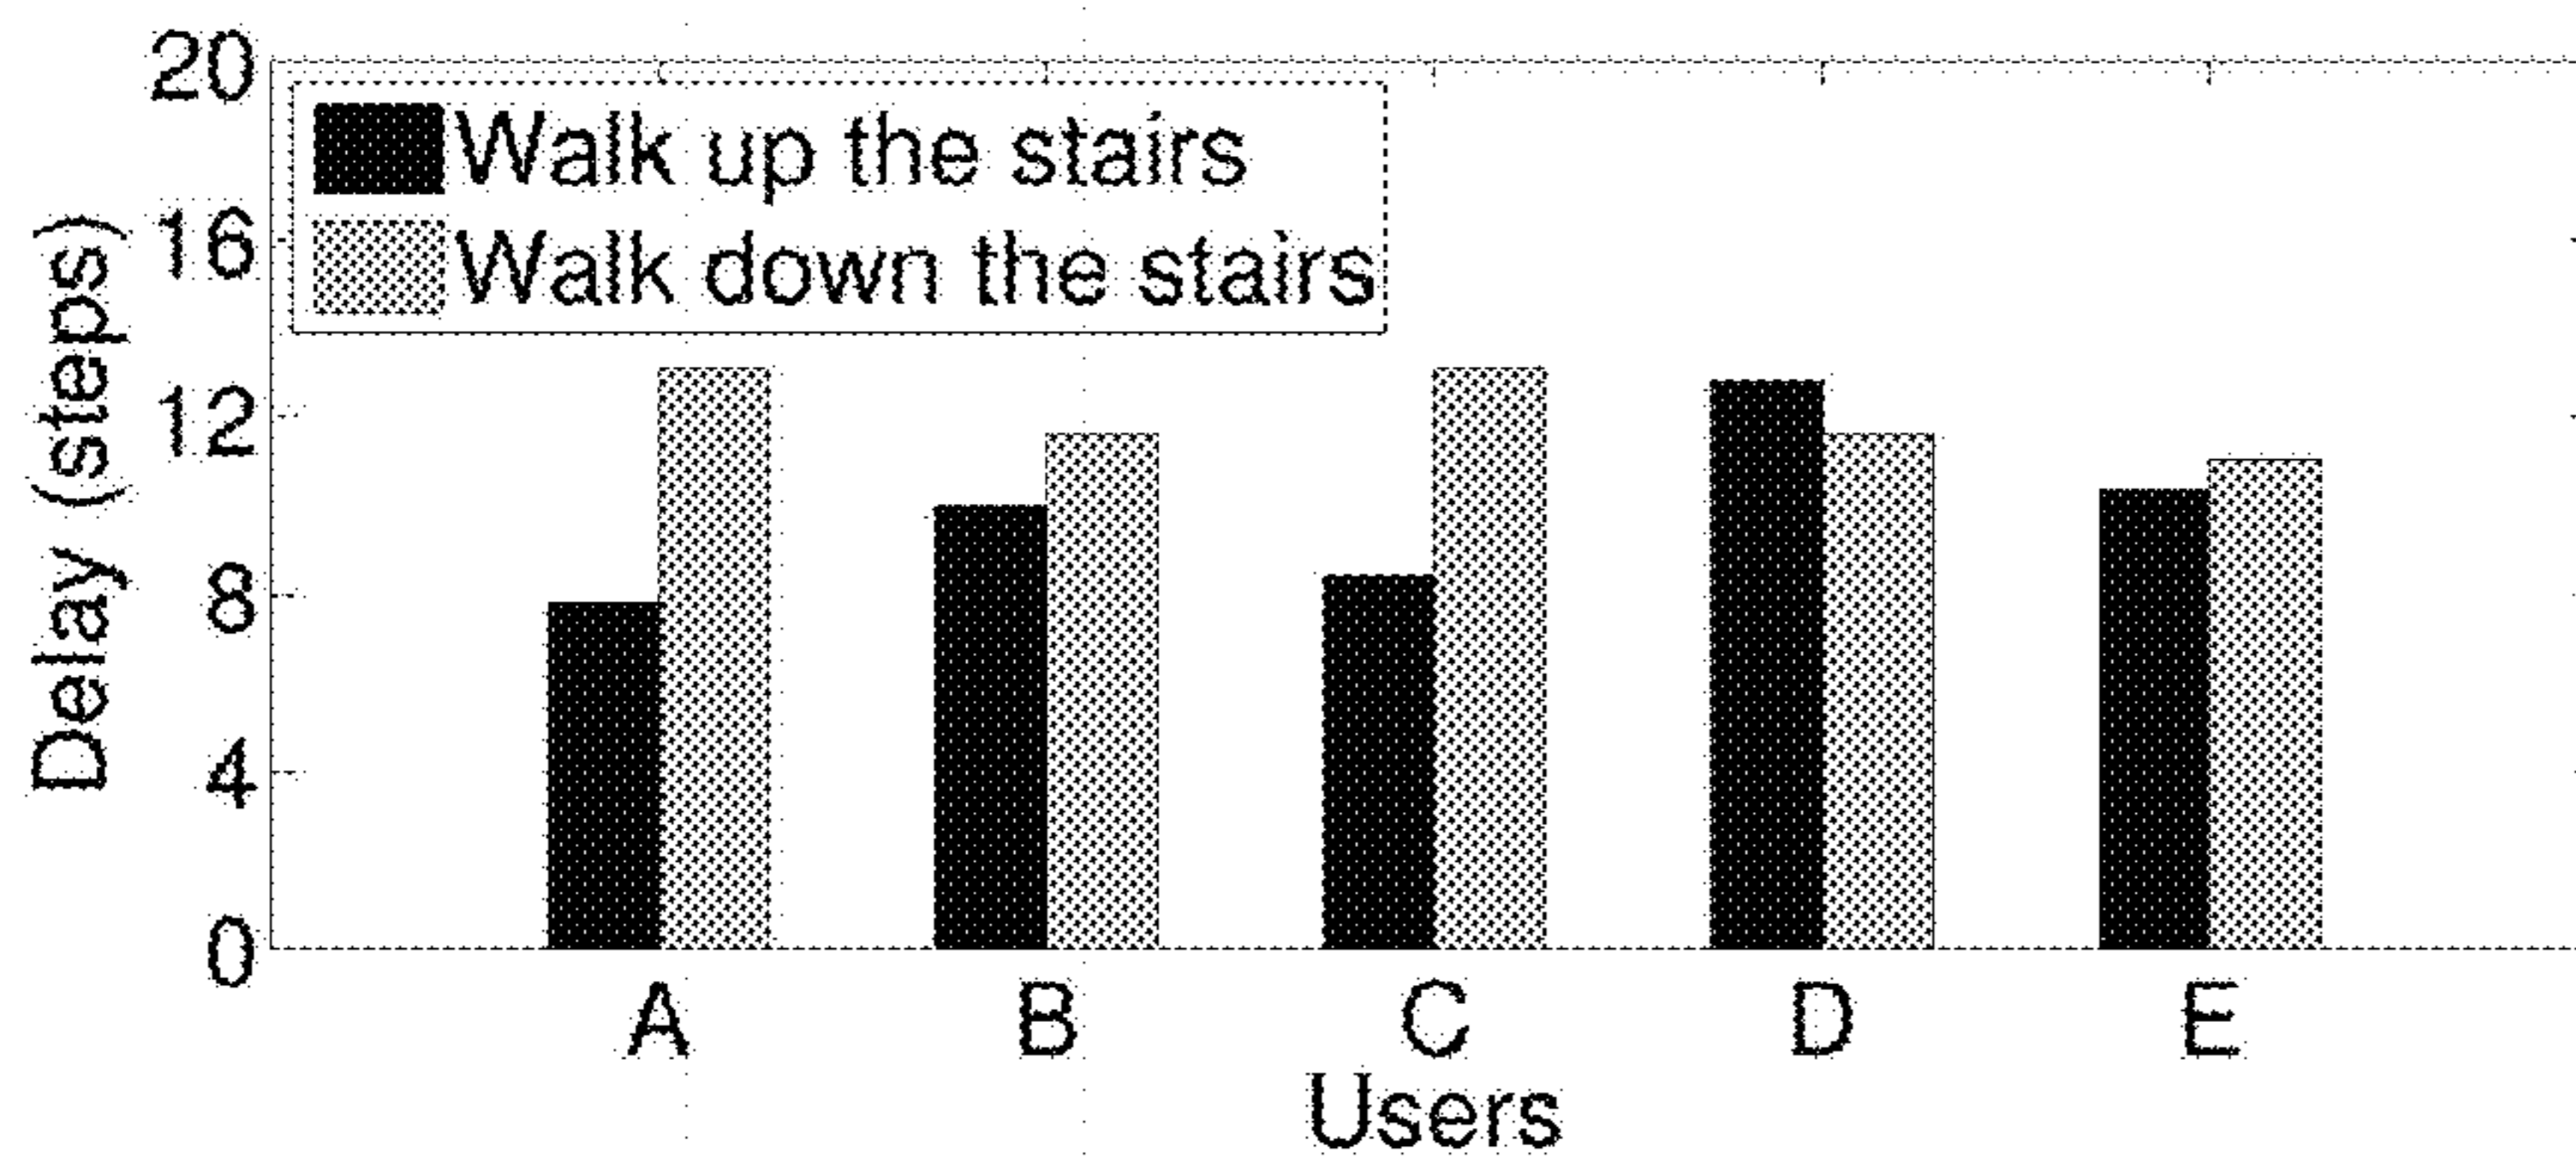 20
Walk up the stairs
16
Walk down the stairs
12
8
4
0
Delay (steps)
A B C D E
Users